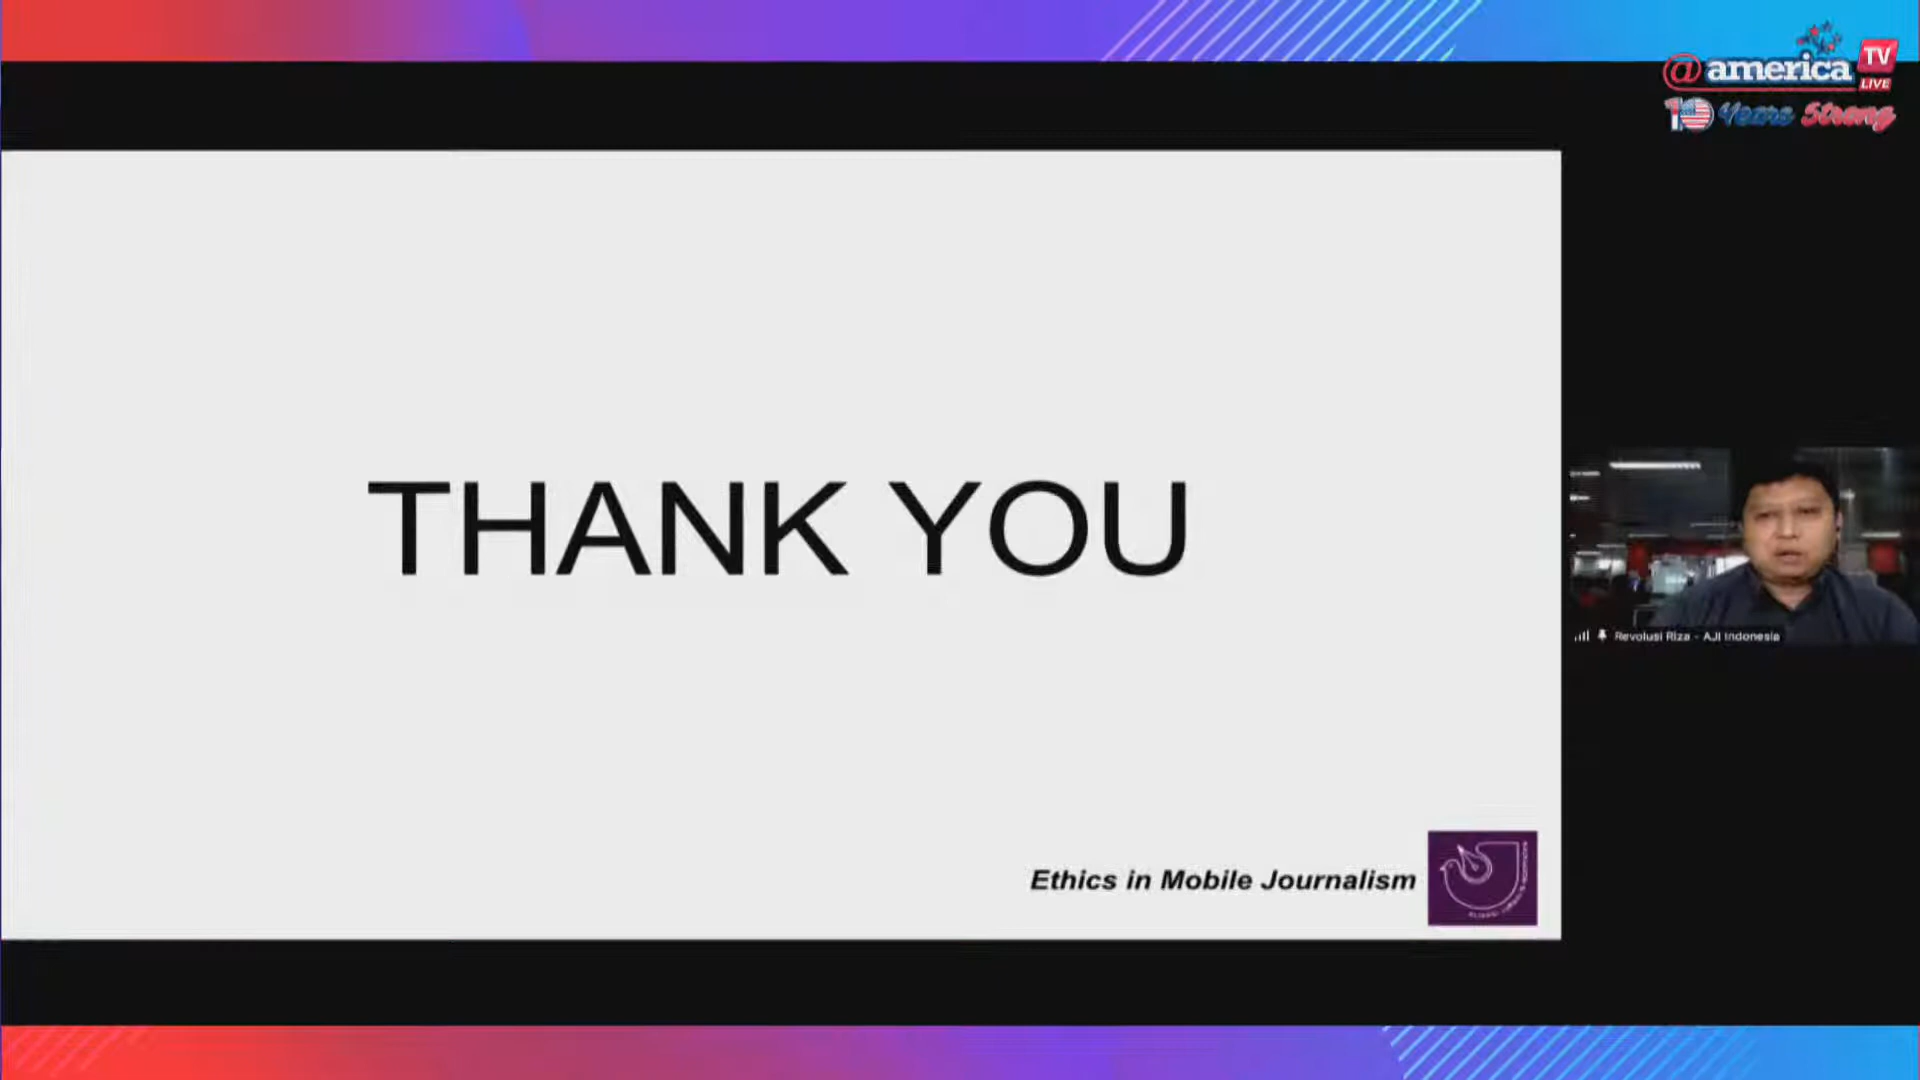 @america TV
LIVE
10 Years Strong
THANK YOU
Revolusi Riza - AJI Indonesia
Ethics in Mobile Journalism